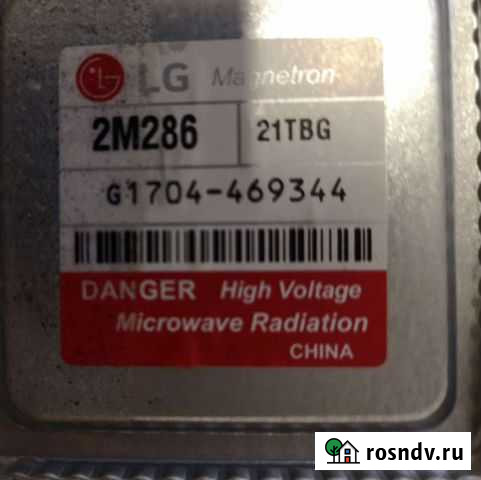 LG Magnetron
2M286 21TBG
G1704-469344
DANGER High Voltage
Microwave Radiation
CHINA
rosndv.ru